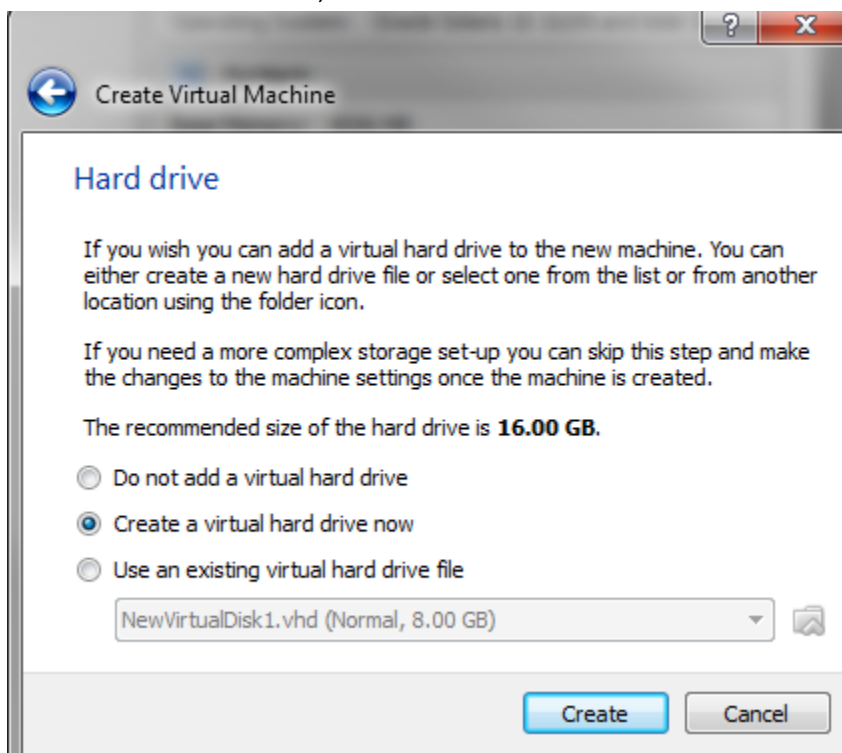 Create Virtual Machine
Hard drive
If you wish you can add a virtual hard drive to the new machine. You can
either create a new hard drive file or select one from the list or from another
location using the folder icon.
If you need a more complex storage set-up you can skip this step and make
the changes to the machine settings once the machine is created.
The recommended size of the hard drive is 16.00 GB.
Do not add a virtual hard drive
Create a virtual hard drive now
Use an existing virtual hard drive file
NewVirtualDisk1.vhd (Normal, 8.00 GB)
Create Cancel